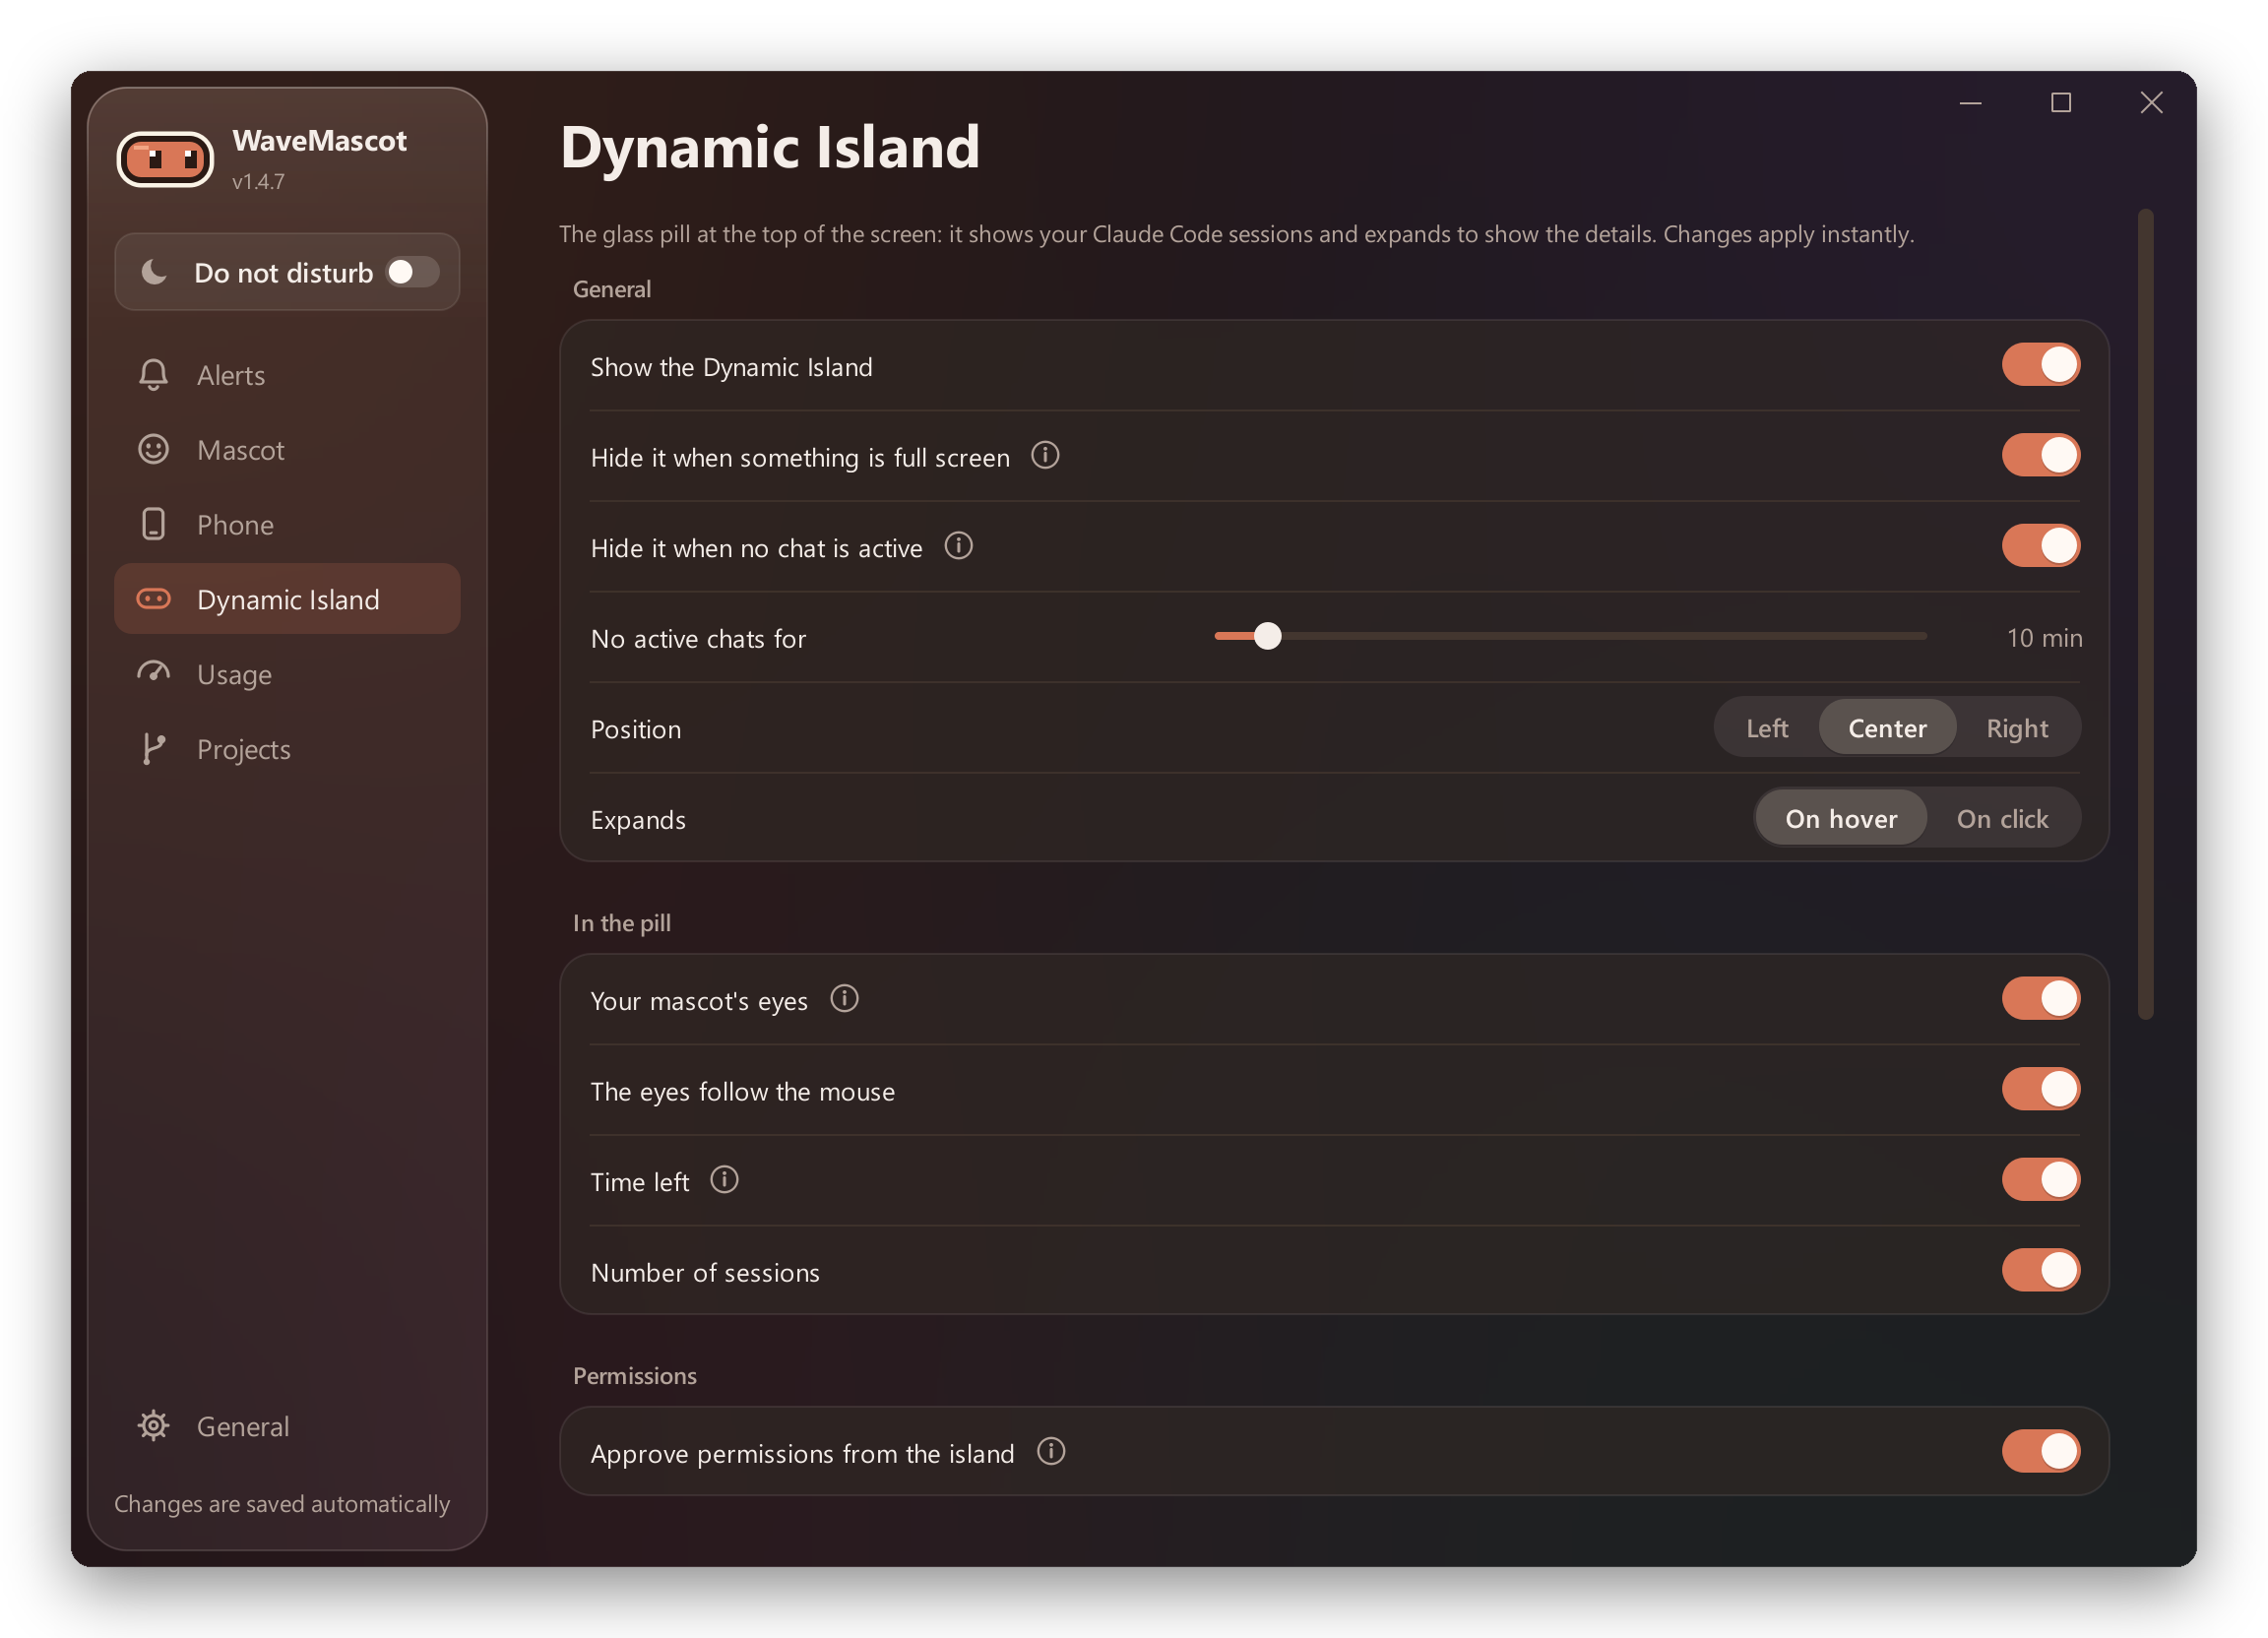 WaveMascot
v1.4.7
Do not disturb
Alerts
Mascot
Phone
Dynamic Island
Usage
Projects
General
Changes are saved automatically
Dynamic Island
The glass pill at the top of the screen: it shows your Claude Code sessions and expands to show the details. Changes apply instantly.
General
Show the Dynamic Island
Hide it when something is full screen
Hide it when no chat is active
No active chats for 10 min
Position Left Center Right
Expands On hover On click
In the pill
Your mascot's eyes
The eyes follow the mouse
Time left
Number of sessions
Permissions
Approve permissions from the island